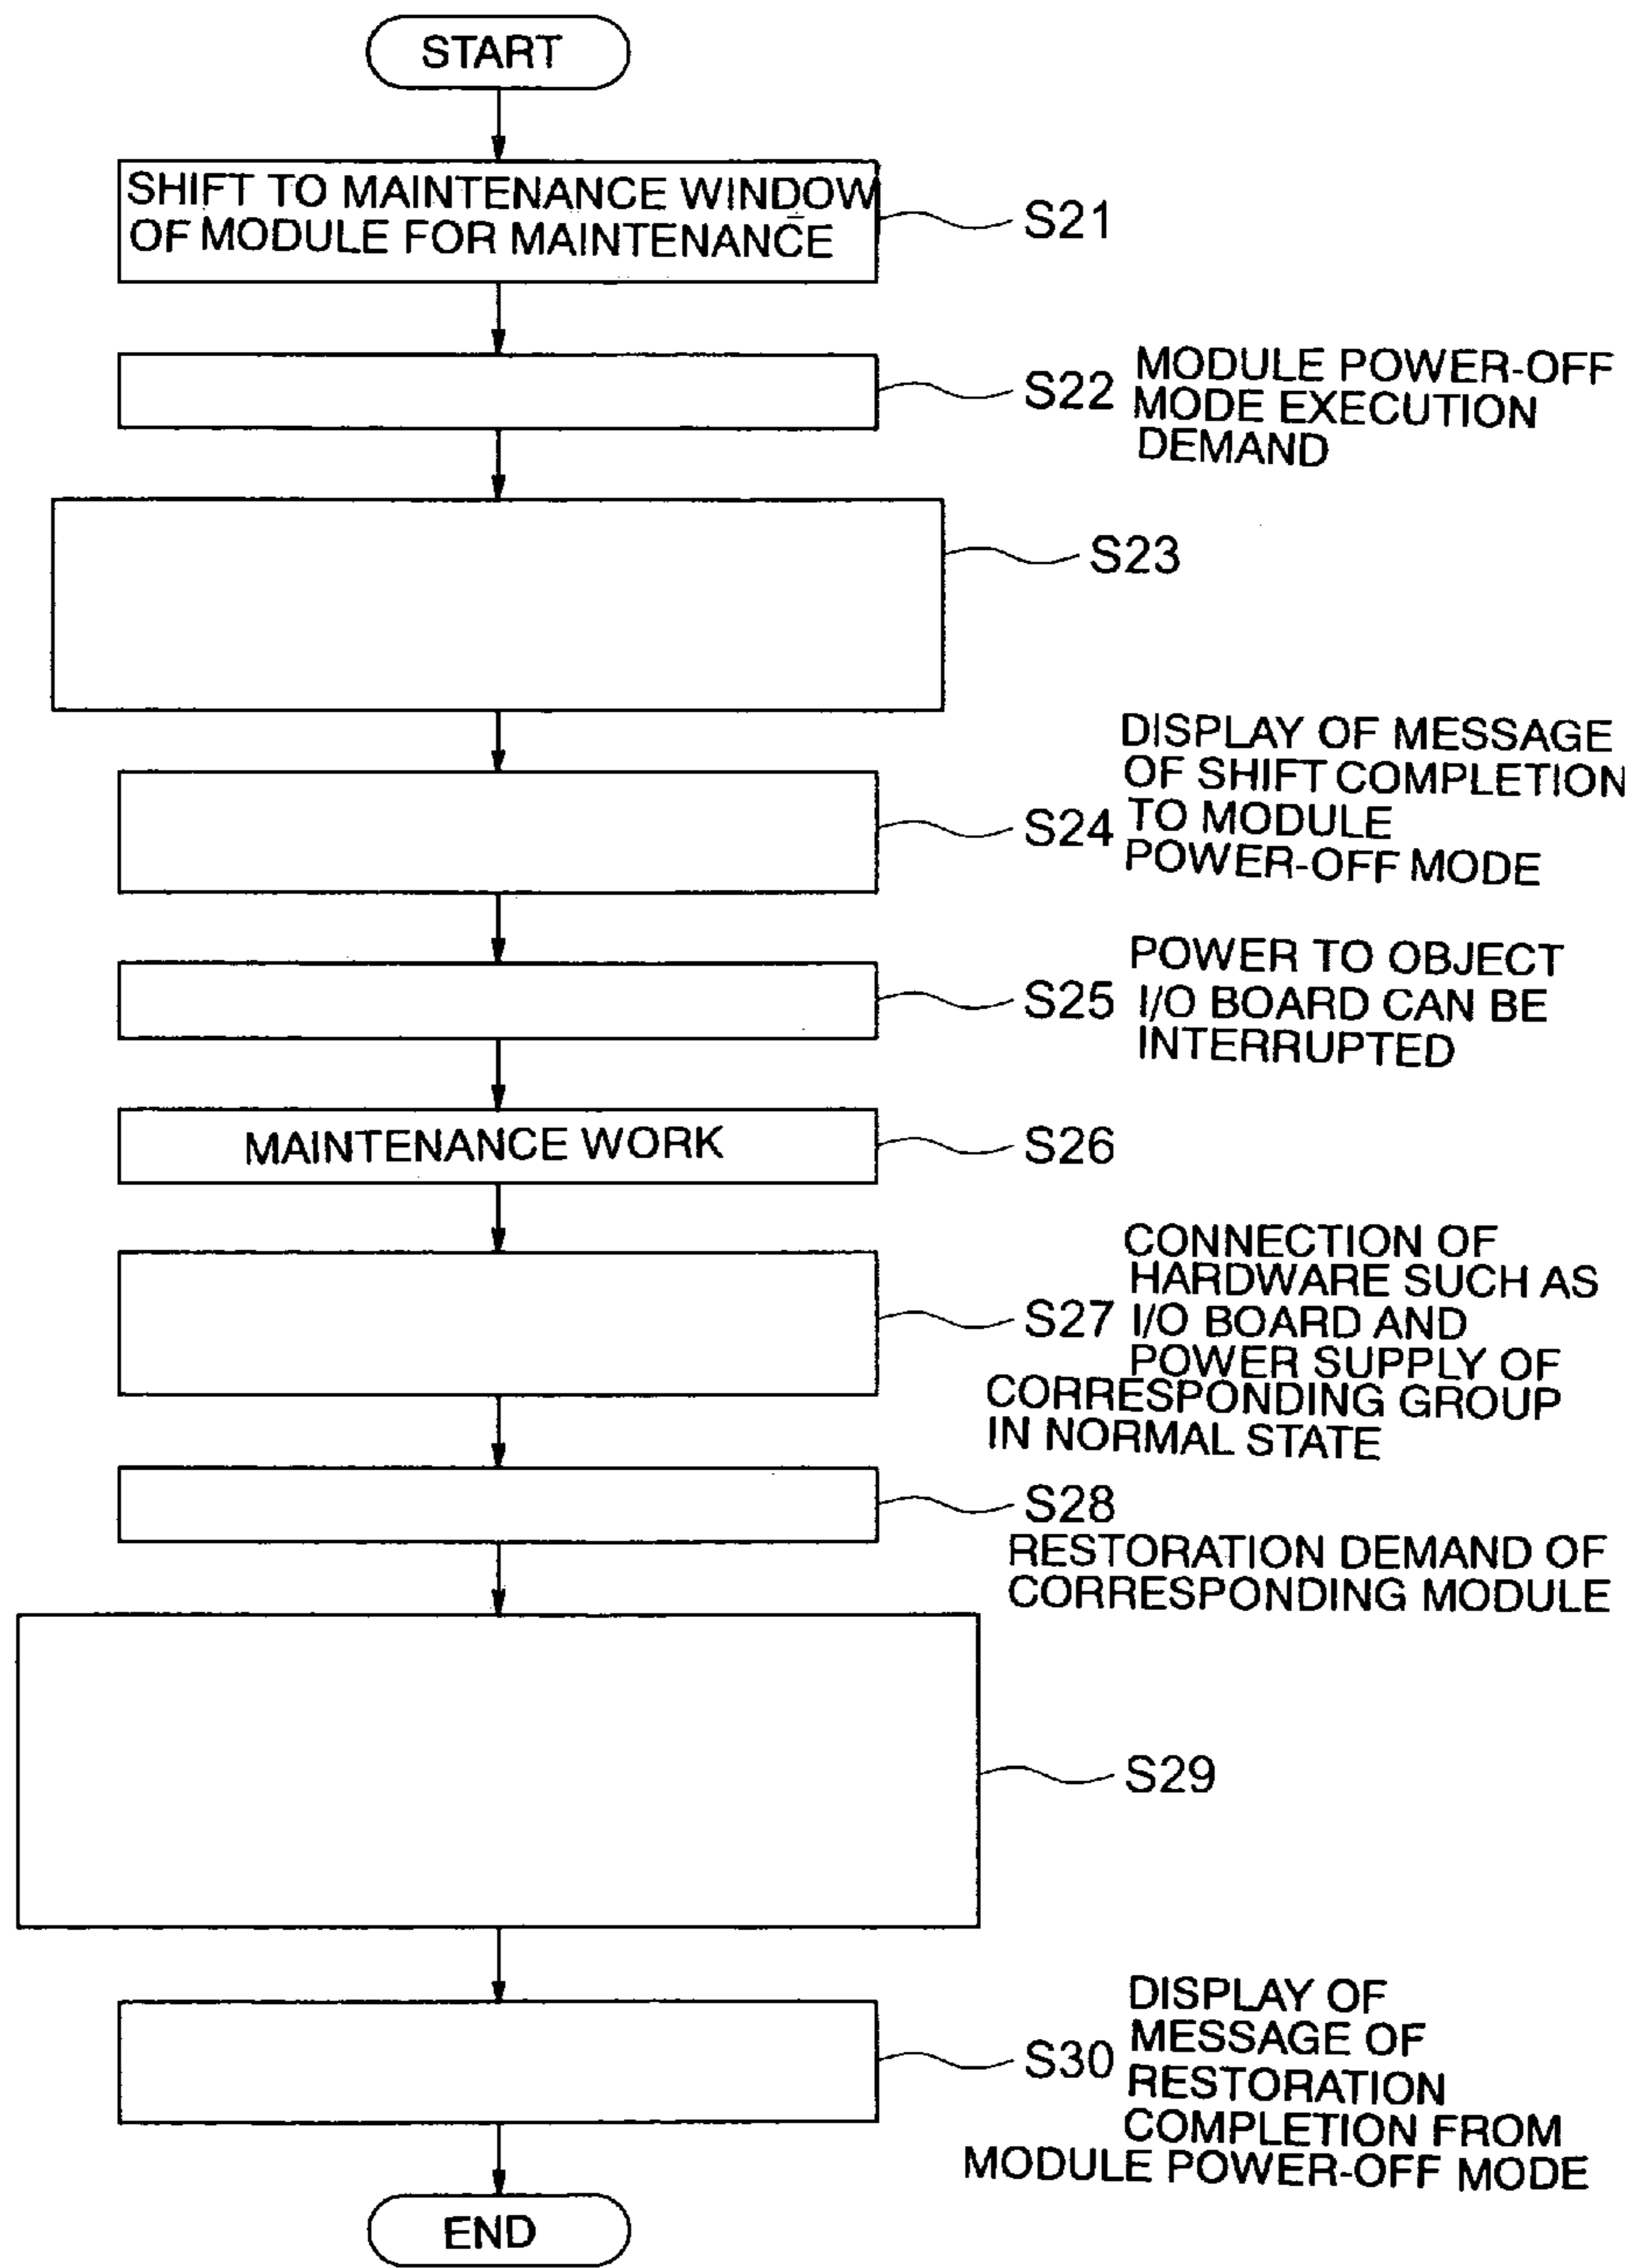 START
SHIFT TO MAINTENANCE WINDOW
OF MODULE FOR MAINTENANCE
S21
S22
MODULE POWER-OFF
MODE EXECUTION
DEMAND
S23
S24
DISPLAY OF MESSAGE
OF SHIFT COMPLETION
TO MODULE
POWER-OFF MODE
S25
POWER TO OBJECT
I/O BOARD CAN BE
INTERRUPTED
MAINTENANCE WORK
S26
S27
CONNECTION OF
HARDWARE SUCH AS
I/O BOARD AND
POWER SUPPLY OF
CORRESPONDING GROUP
IN NORMAL STATE
S28
RESTORATION DEMAND OF
CORRESPONDING MODULE
S29
S30
DISPLAY OF
MESSAGE OF
RESTORATION
COMPLETION FROM
MODULE POWER-OFF MODE
END